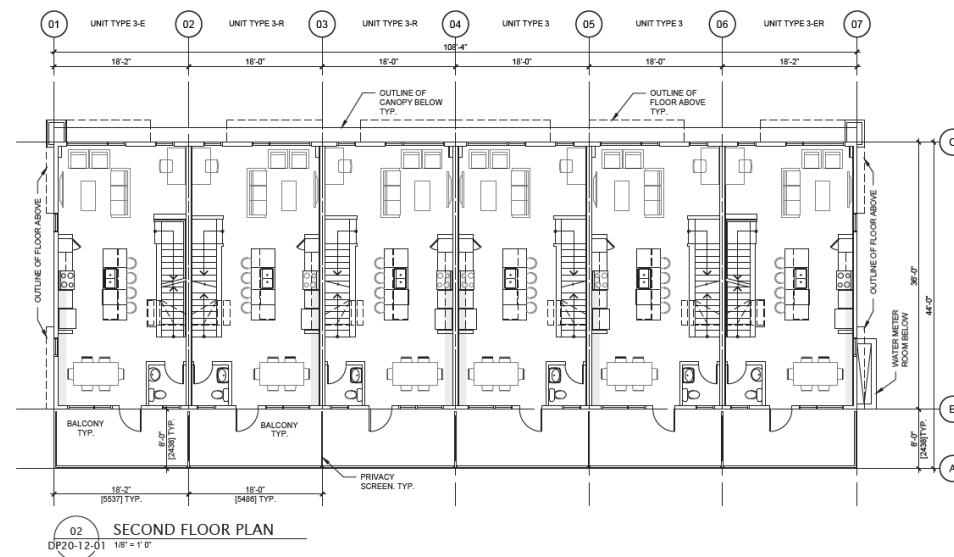 01 UNIT TYPE 3-E 02 UNIT TYPE 3-R 03 UNIT TYPE 3-R 04 UNIT TYPE 3 05 UNIT TYPE 3 06 UNIT TYPE 3-ER 07
108'-4"
18'-2" 18'-0" 18'-0" 18'-0" 18'-0" 18'-2"
OUTLINE OF
CANOPY BELOW
TYP.
OUTLINE OF
FLOOR ABOVE
TYP.
C
OUTLINE OF FLOOR ABOVE
OUTLINE OF FLOOR ABOVE
36'-0"
44'-0"
WATER METER
ROOM BELOW
B
BALCONY
TYP.
8'-0"
[2438] TYP.
BALCONY
TYP.
8'-0"
[2438] TYP.
A
PRIVACY
SCREEN. TYP.
18'-2"
[5537] TYP.
18'-0"
[5486] TYP.
02 SECOND FLOOR PLAN
DP20-12-01 1/8" = 1' 0"